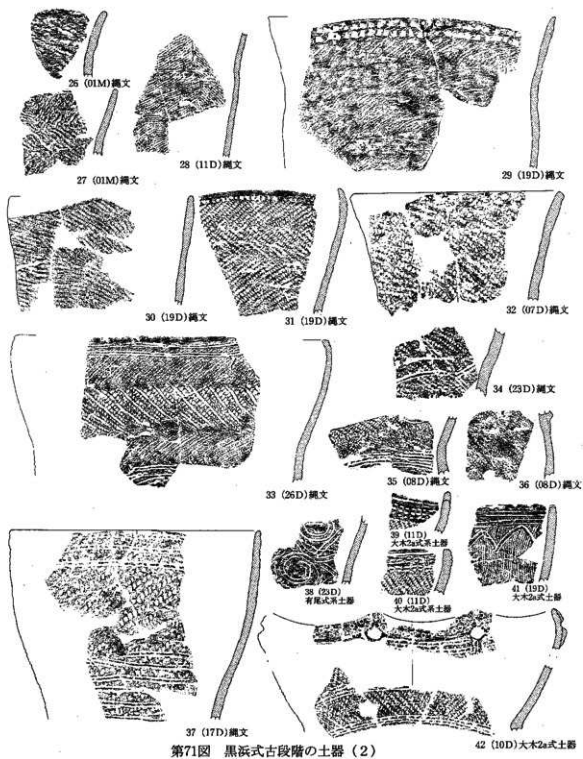 26 (01M)縄文
27 (01M)縄文
28 (11D)縄文
29 (19D)縄文
30 (19D)縄文
31 (19D)縄文
32 (07D)縄文
33 (26D)縄文
34 (23D)縄文
35 (08D)縄文
36 (08D)縄文
37 (17D)縄文
38 (23D)
有尾式系土器
39 (11D)
大木2a式系土器
40 (11D)
大木2a式系土器
41 (19D)
大木2a式土器
42 (10D)大木2a式土器
第71図 黒浜式古段階の土器(2)